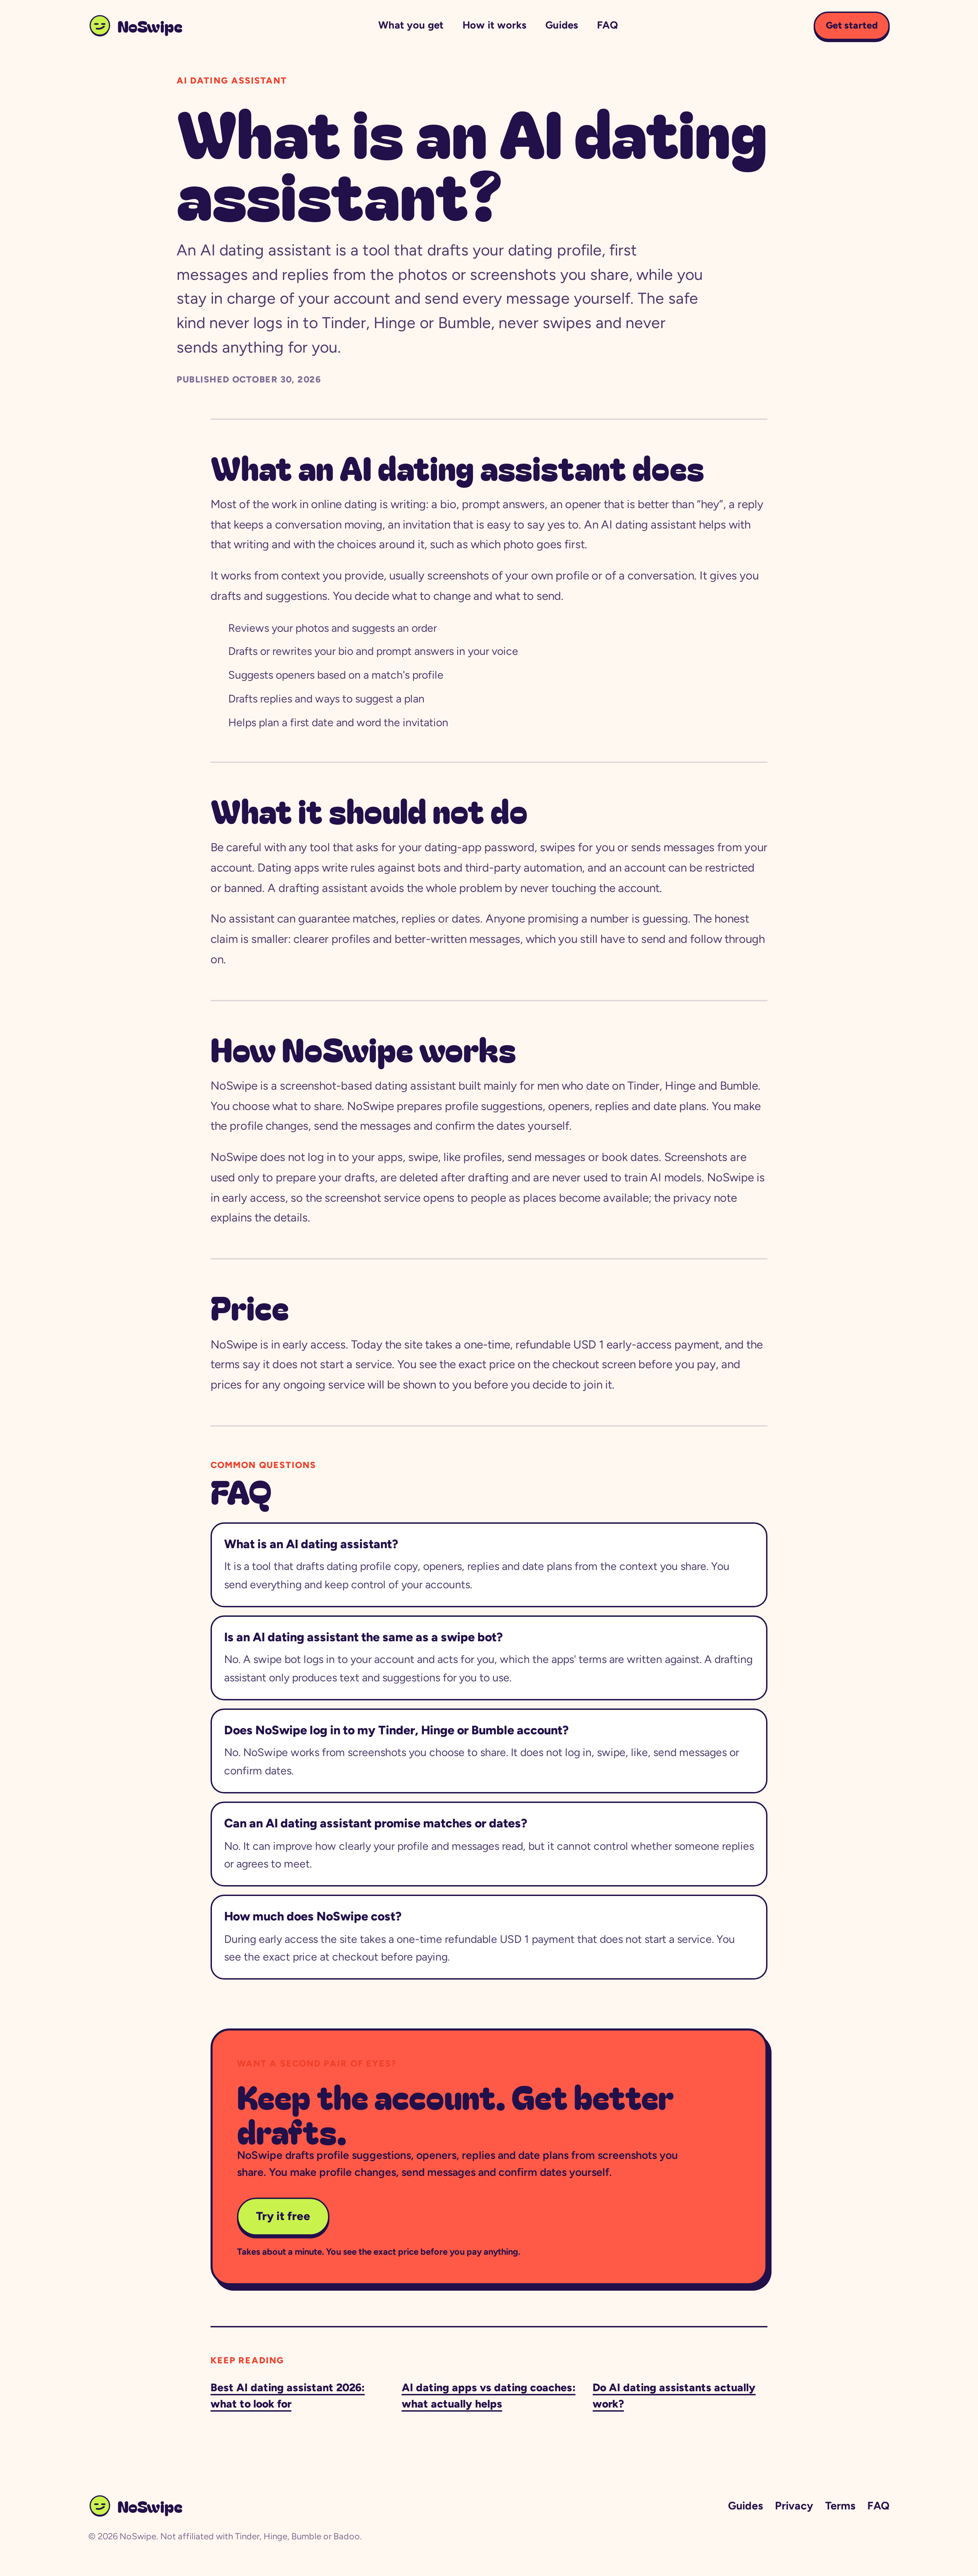 NoSwipe
What you get
How it works
Guides
FAQ
Get started
AI DATING ASSISTANT
What is an AI dating
assistant?
An AI dating assistant is a tool that drafts your dating profile, first
messages and replies from the photos or screenshots you share, while you
stay in charge of your account and send every message yourself. The safe
kind never logs in to Tinder, Hinge or Bumble, never swipes and never
sends anything for you.
PUBLISHED OCTOBER 30, 2026
What an AI dating assistant does
Most of the work in online dating is writing: a bio, prompt answers, an opener that is better than “hey”, a reply
that keeps a conversation moving, an invitation that is easy to say yes to. An AI dating assistant helps with
that writing and with the choices around it, such as which photo goes first.
It works from context you provide, usually screenshots of your own profile or of a conversation. It gives you
drafts and suggestions. You decide what to change and what to send.
Reviews your photos and suggests an order
Drafts or rewrites your bio and prompt answers in your voice
Suggests openers based on a match's profile
Drafts replies and ways to suggest a plan
Helps plan a first date and word the invitation
What it should not do
Be careful with any tool that asks for your dating-app password, swipes for you or sends messages from your
account. Dating apps write rules against bots and third-party automation, and an account can be restricted
or banned. A drafting assistant avoids the whole problem by never touching the account.
No assistant can guarantee matches, replies or dates. Anyone promising a number is guessing. The honest
claim is smaller: clearer profiles and better-written messages, which you still have to send and follow through
on.
How NoSwipe works
NoSwipe is a screenshot-based dating assistant built mainly for men who date on Tinder, Hinge and Bumble.
You choose what to share. NoSwipe prepares profile suggestions, openers, replies and date plans. You make
the profile changes, send the messages and confirm the dates yourself.
NoSwipe does not log in to your apps, swipe, like profiles, send messages or book dates. Screenshots are
used only to prepare your drafts, are deleted after drafting and are never used to train AI models. NoSwipe is
in early access, so the screenshot service opens to people as places become available; the privacy note
explains the details.
Price
NoSwipe is in early access. Today the site takes a one-time, refundable USD 1 early-access payment, and the
terms say it does not start a service. You see the exact price on the checkout screen before you pay, and
prices for any ongoing service will be shown to you before you decide to join it.
COMMON QUESTIONS
FAQ
What is an AI dating assistant?
It is a tool that drafts dating profile copy, openers, replies and date plans from the context you share. You
send everything and keep control of your accounts.
Is an AI dating assistant the same as a swipe bot?
No. A swipe bot logs in to your account and acts for you, which the apps' terms are written against. A drafting
assistant only produces text and suggestions for you to use.
Does NoSwipe log in to my Tinder, Hinge or Bumble account?
No. NoSwipe works from screenshots you choose to share. It does not log in, swipe, like, send messages or
confirm dates.
Can an AI dating assistant promise matches or dates?
No. It can improve how clearly your profile and messages read, but it cannot control whether someone replies
or agrees to meet.
How much does NoSwipe cost?
During early access the site takes a one-time refundable USD 1 payment that does not start a service. You
see the exact price at checkout before paying.
WANT A SECOND PAIR OF EYES?
Keep the account. Get better
drafts.
NoSwipe drafts profile suggestions, openers, replies and date plans from screenshots you
share. You make profile changes, send messages and confirm dates yourself.
Try it free
Takes about a minute. You see the exact price before you pay anything.
KEEP READING
Best AI dating assistant 2026:
what to look for
AI dating apps vs dating coaches:
what actually helps
Do AI dating assistants actually
work?
NoSwipe
Guides
Privacy
Terms
FAQ
© 2026 NoSwipe. Not affiliated with Tinder, Hinge, Bumble or Badoo.